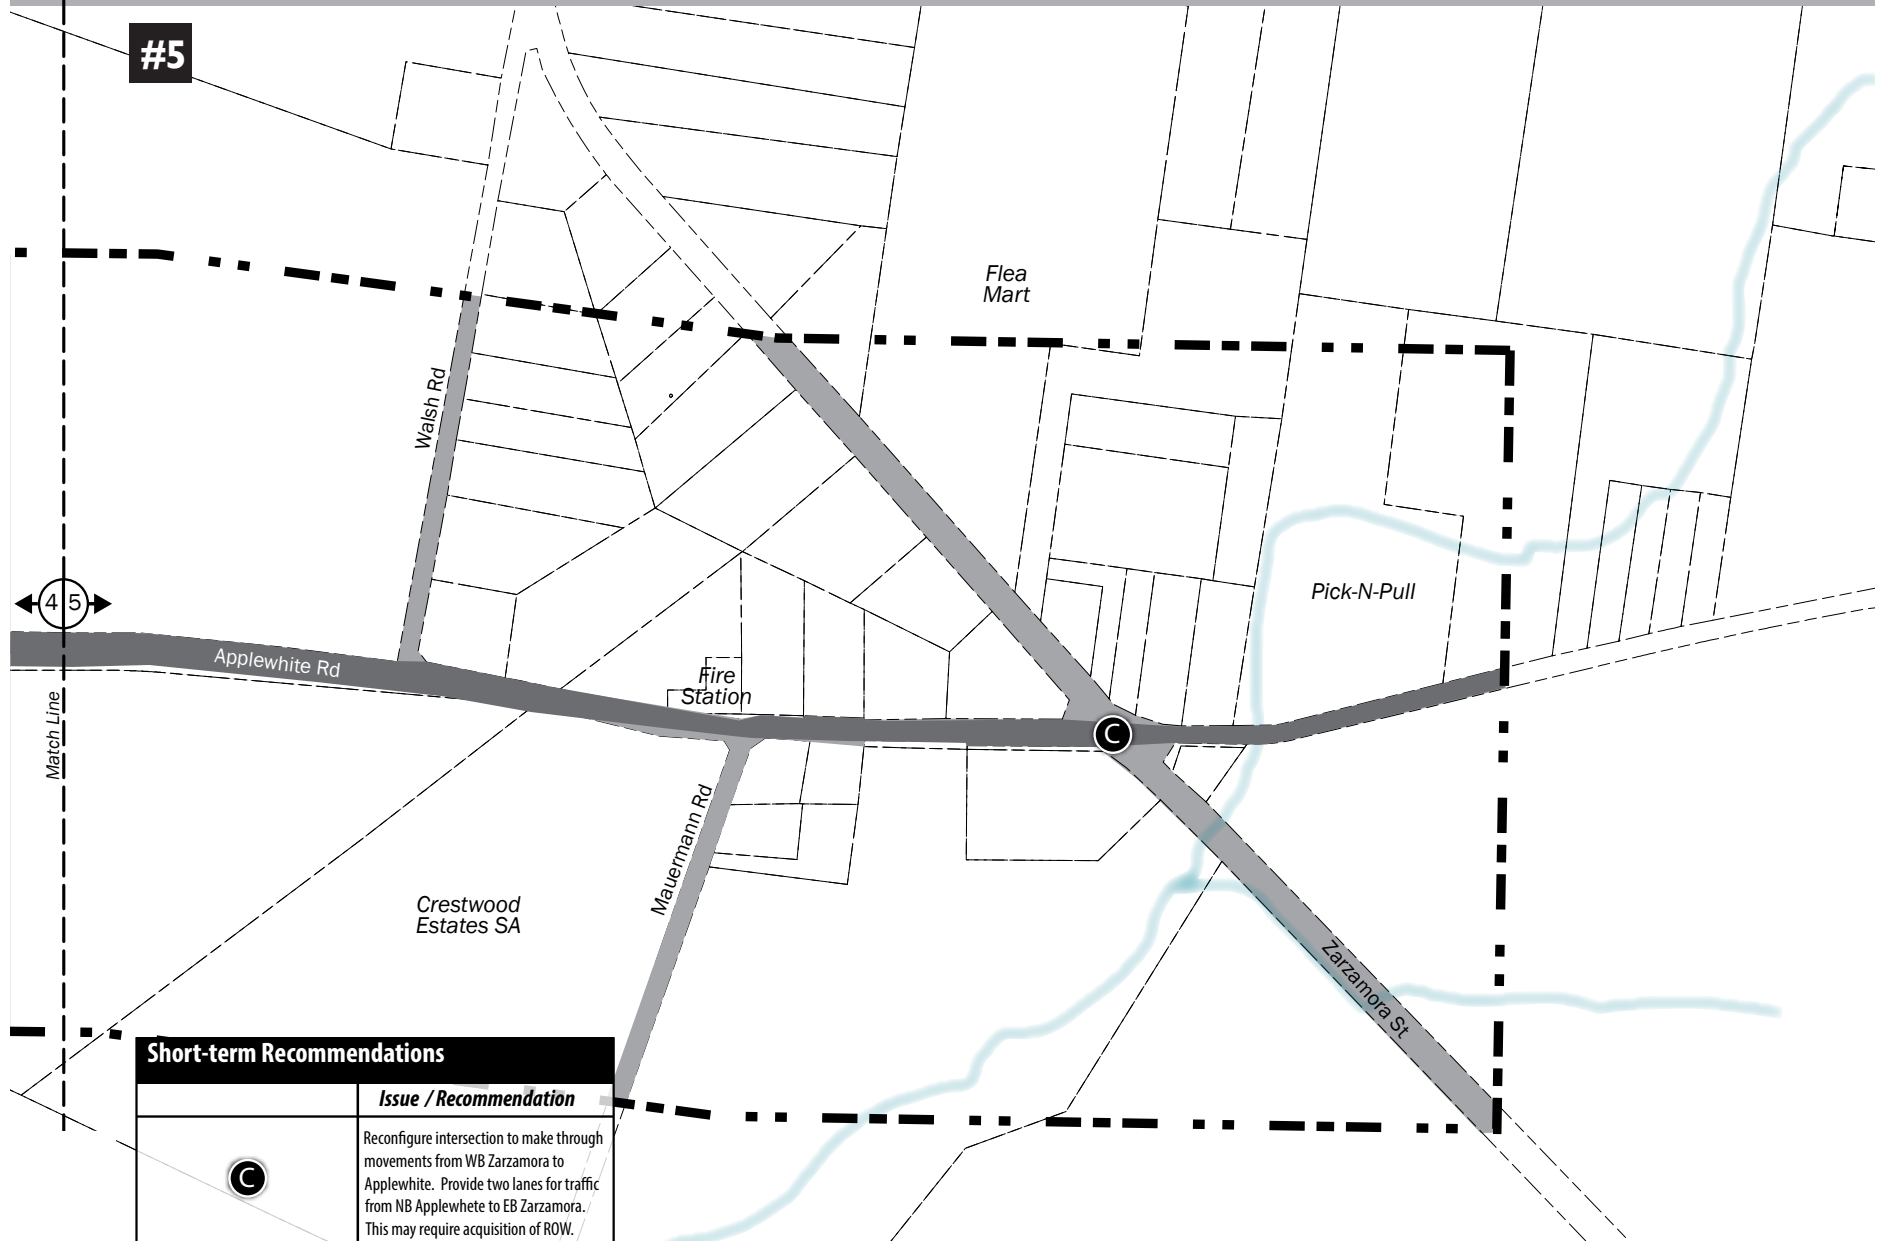 #5
Flea
Mart
Walsh Rd
4 5
Pick-N-Pull
Applewhite Rd
Fire
Station
Match Line
C
Mauermann Rd
Crestwood
Estates SA
Zarzamora St
Short-term Recommendations
Issue / Recommendation
C
Reconfigure intersection to make through
movements from WB Zarzamora to
Applewhite. Provide two lanes for traffic
from NB Applewhete to EB Zarzamora.
This may require acquisition of ROW.